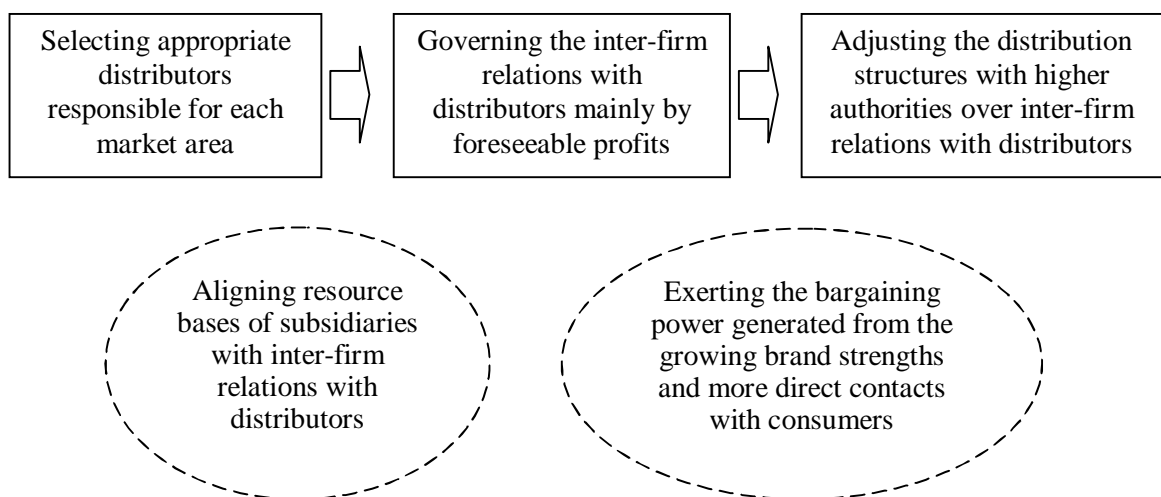 Selecting appropriate
distributors
responsible for each
market area
Governing the inter-firm
relations with
distributors mainly by
foreseeable profits
Adjusting the distribution
structures with higher
authorities over inter-firm
relations with distributors
Aligning resource
bases of subsidiaries
with inter-firm
relations with
distributors
Exerting the bargaining
power generated from the
growing brand strengths
and more direct contacts
with consumers